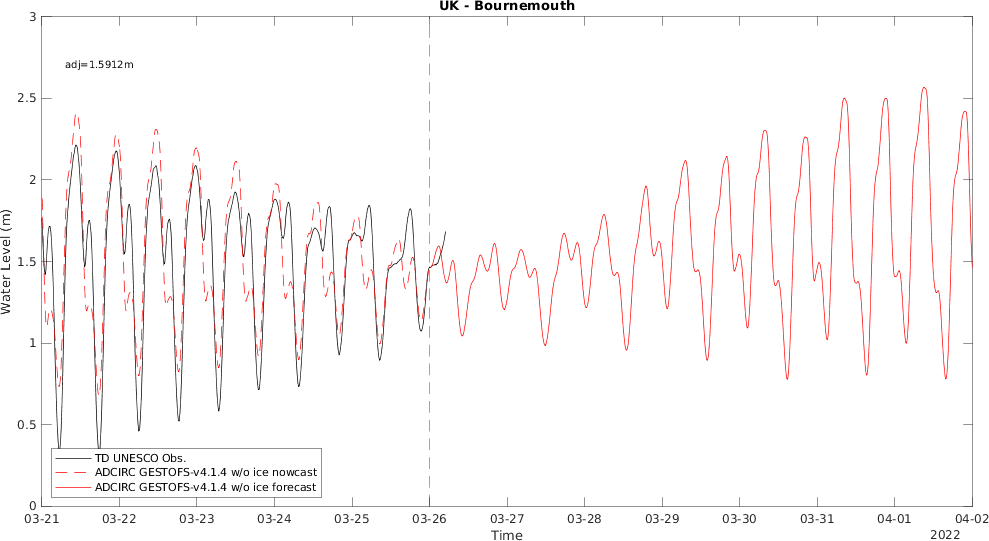 UK - Bournemouth
adj=1.5912m
Water Level (m)
3
2.5
2
1.5
1
0.5
0
TD UNESCO Obs.
ADCIRC GESTOFS-v4.1.4 w/o ice nowcast
ADCIRC GESTOFS-v4.1.4 w/o ice forecast
03-21 03-22 03-23 03-24 03-25 03-26 03-27 03-28 03-29 03-30 03-31 04-01 04-02
Time
2022